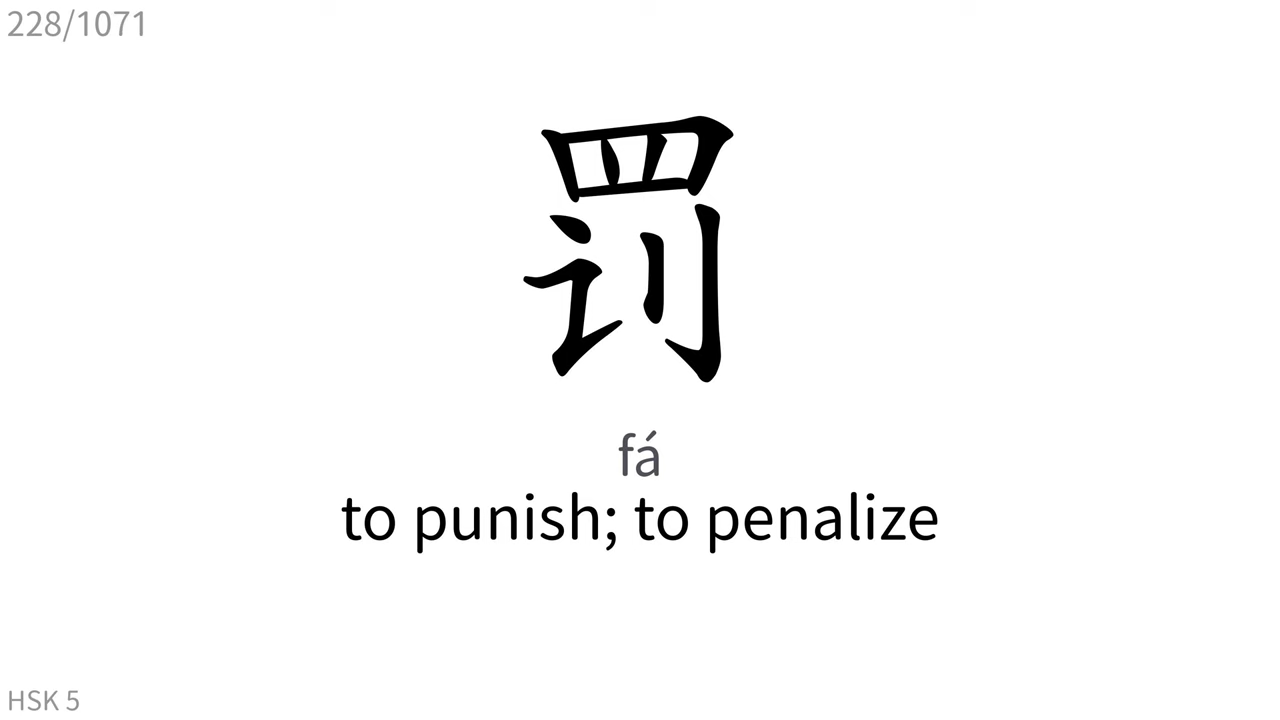 228/1071
罚
fá
to punish; to penalize
HSK 5